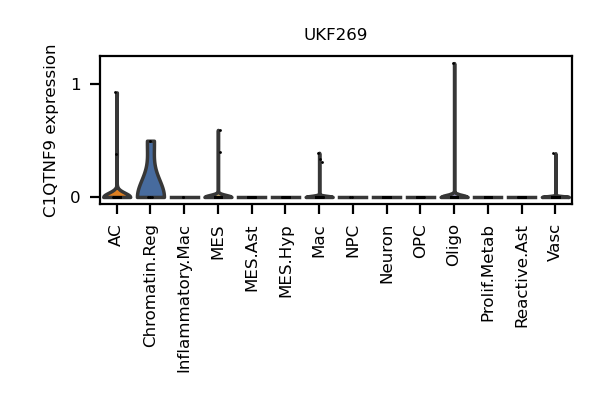 UKF269
C1QTNF9 expression
1
0
AC
Chromatin.Reg
Inflammatory.Mac
MES
MES.Ast
MES.Hyp
Mac
NPC
Neuron
OPC
Oligo
Prolif.Metab
Reactive.Ast
Vasc